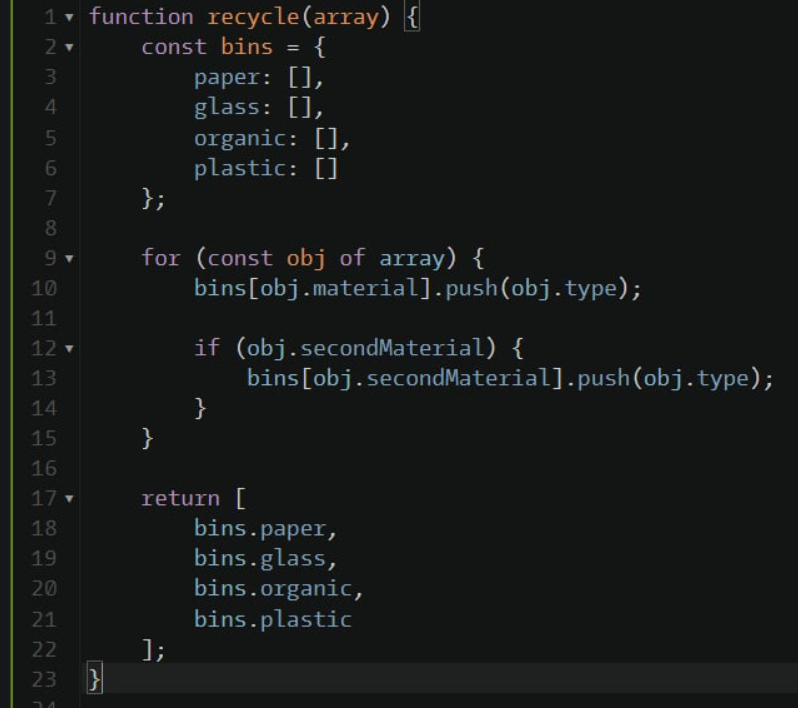 1 function recycle(array) {
2     const bins = {
3         paper: [],
4         glass: [],
5         organic: [],
6         plastic: []
7     };
8
9     for (const obj of array) {
10         bins[obj.material].push(obj.type);
11
12         if (obj.secondMaterial) {
13             bins[obj.secondMaterial].push(obj.type);
14         }
15     }
16
17     return [
18         bins.paper,
19         bins.glass,
20         bins.organic,
21         bins.plastic
22     ];
23 }
24